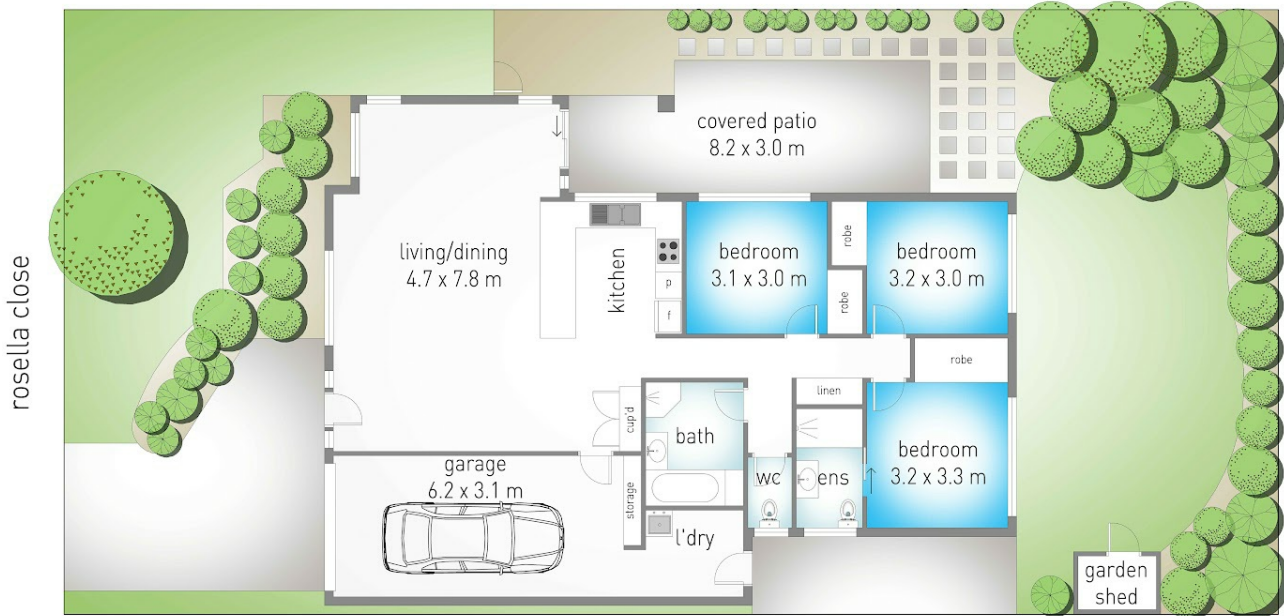 rosella close
covered patio
8.2 x 3.0 m
living/dining
4.7 x 7.8 m
kitchen
p
f
bedroom
3.1 x 3.0 m
robe
robe
bedroom
3.2 x 3.0 m
robe
linen
cup'd
bath
bedroom
3.2 x 3.3 m
garage
6.2 x 3.1 m
storage
wc
ens
l'dry
garden
shed